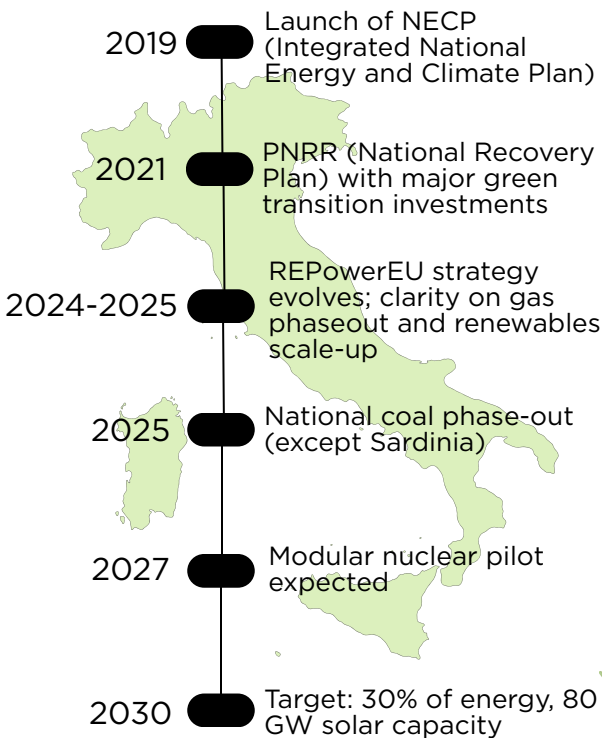 2019
Launch of NECP
(Integrated National
Energy and Climate Plan)
2021
PNRR (National Recovery
Plan) with major green
transition investments
2024-2025
REPowerEU strategy
evolves; clarity on gas
phaseout and renewables
scale-up
2025
National coal phase-out
(except Sardinia)
2027
Modular nuclear pilot
expected
2030
Target: 30% of energy, 80
GW solar capacity